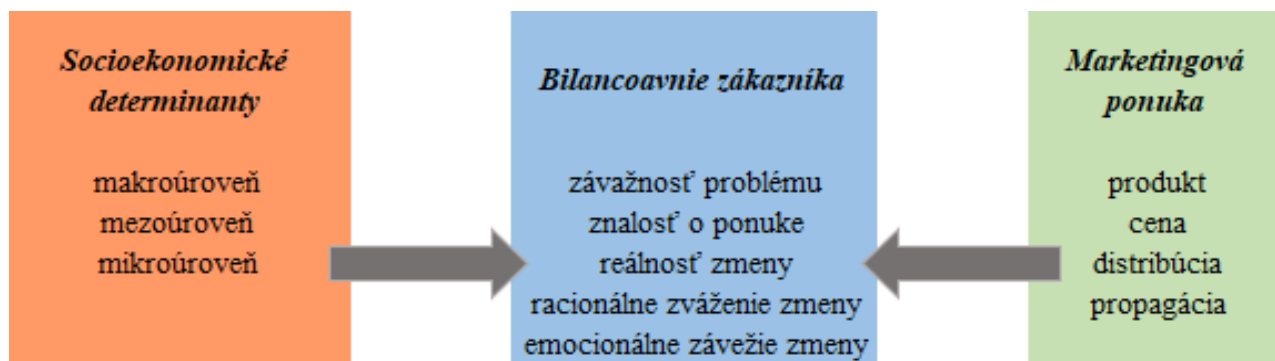 Socioekonomické
determinanty
makroúroveň
mezoúroveň
mikroúroveň
Bilancoavnie zákazníka
závažnosť problému
znalosť o ponuke
reálnosť zmeny
racionálne zváženie zmeny
emocionálne závežie zmeny
Marketingová
ponuka
produkt
cena
distribúcia
propagácia